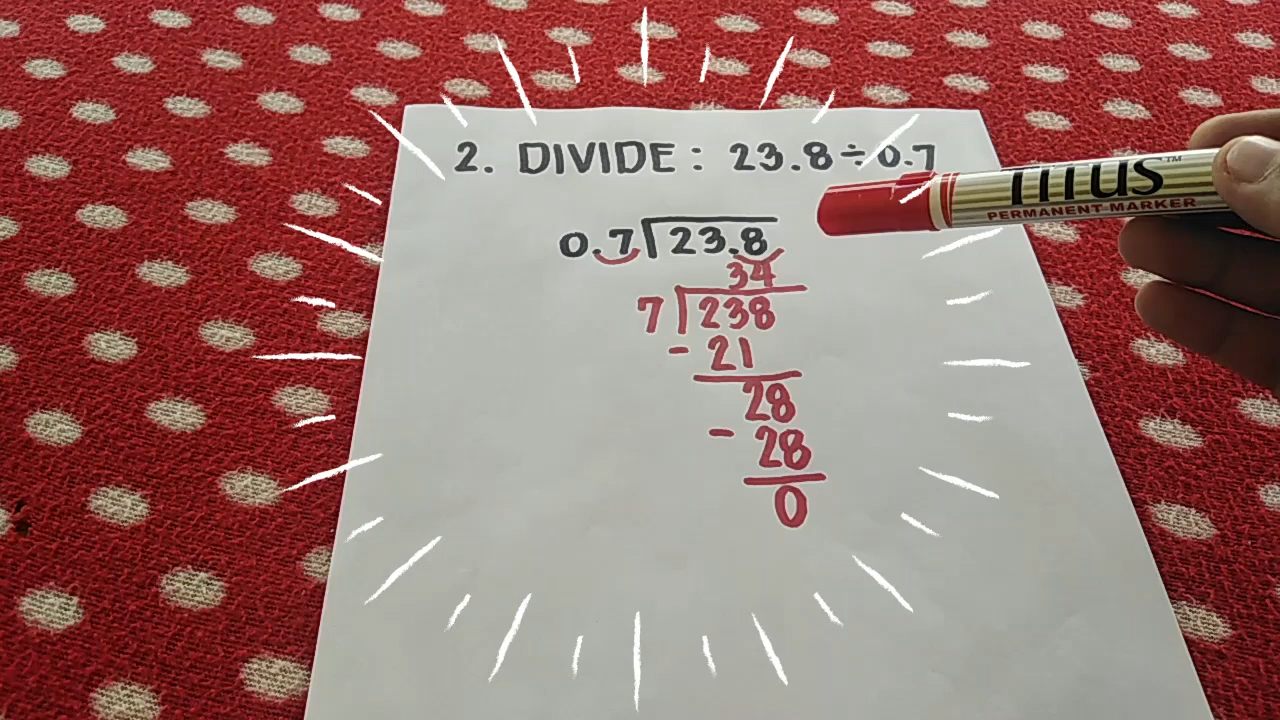 2. DIVIDE : 23.8 ÷ 0.7
0.7 23.8
34
7 238
- 21
28
- 28
0
Titus™
PERMANENT MARKER